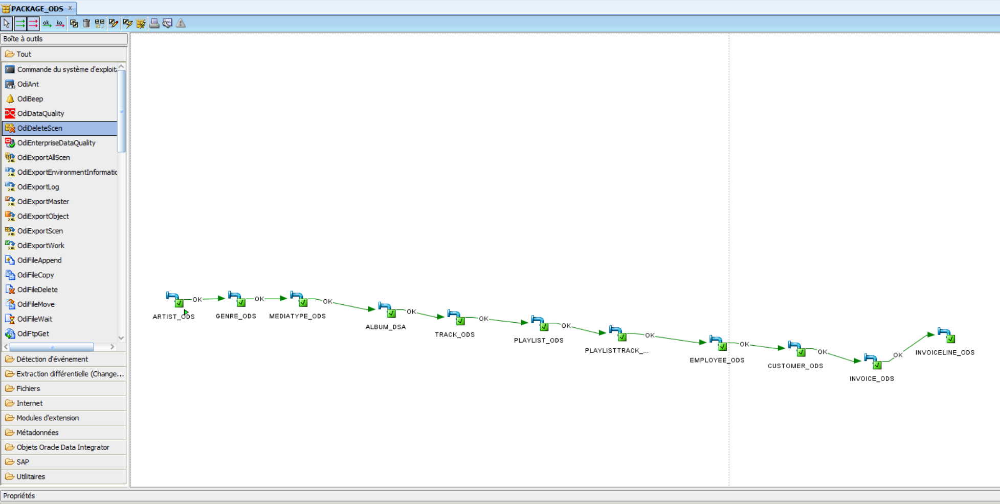 PACKAGE_ODS
ok
ko
Boîte à outils
Tout
Commande du système d'exploita
OdiAnt
OdiBeep
OdiDataQuality
OdiDeleteScen
OdiEnterpriseDataQuality
OdiExportAllScen
OdiExportEnvironmentInformatic
OdiExportLog
OdiExportMaster
OdiExportObject
OdiExportScen
OdiExportWork
OdiFileAppend
OdiFileCopy
OdiFileDelete
OdiFileMove
OdiFileWait
OdiFtpGet
Détection d'événement
Extraction différentielle (Change...
Fichiers
Internet
Modules d'extension
Métadonnées
Objets Oracle Data Integrator
SAP
Utilitaires
ARTIST_ODS
OK
GENRE_ODS
OK
MEDIATYPE_ODS
OK
ALBUM_DSA
OK
TRACK_ODS
OK
PLAYLIST_ODS
OK
PLAYLISTTRACK_...
OK
EMPLOYEE_ODS
OK
CUSTOMER_ODS
OK
INVOICE_ODS
OK
INVOICELINE_ODS
Propriétés